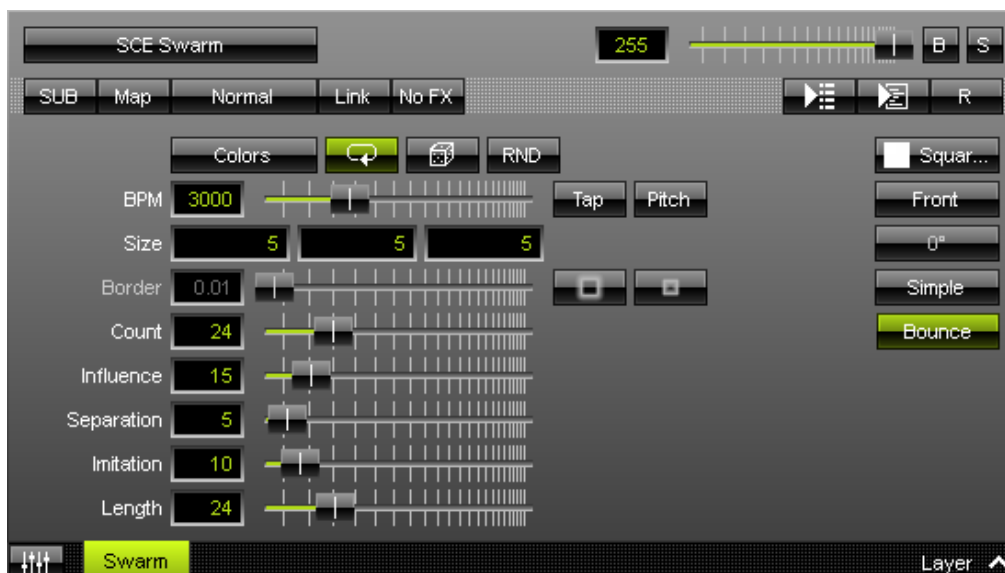 SCE Swarm 255 B S
SUB Map Normal Link No FX R
Colors RND Squar...
BPM 3000 Tap Pitch Front
Size 5 5 5 0°
Border 0.01 Simple
Count 24 Bounce
Influence 15
Separation 5
Imitation 10
Length 24
Swarm Layer